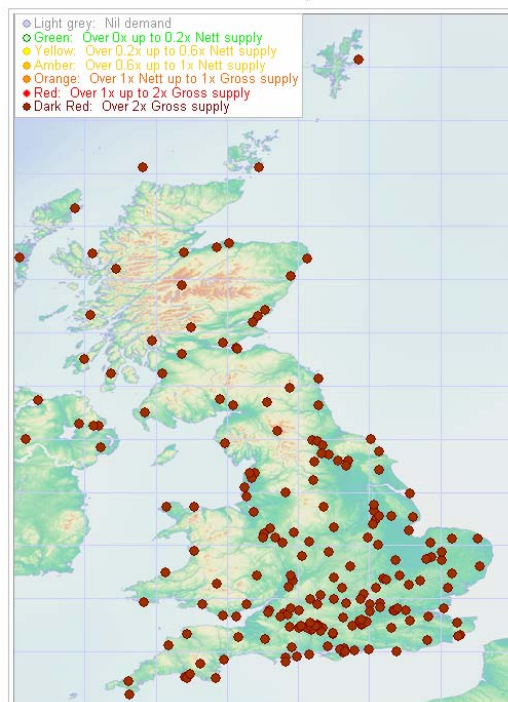 Light grey: Nil demand
Green: Over 0x up to 0.2x Nett supply
Yellow: Over 0.2x up to 0.6x Nett supply
Amber: Over 0.6x up to 1x Nett supply
Orange: Over 1x Nett up to 1x Gross supply
Red: Over 1x up to 2x Gross supply
Dark Red: Over 2x Gross supply